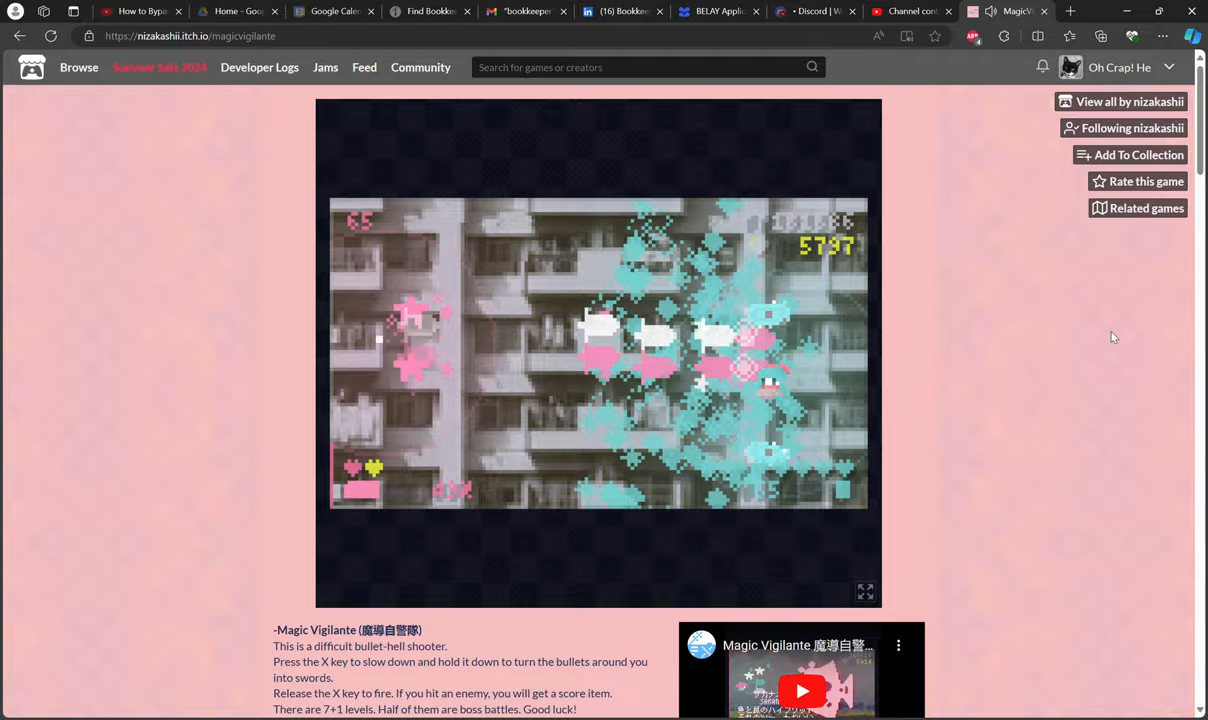 How to Bypas
Home - Goo
Google Calen
Find Bookkee
"bookkeeper"
(16) Bookkee
BELAY Applic
• Discord | W
Channel cont
MagicVi
https://nizakashii.itch.io/magicvigilante
4
Browse
Summer Sale 2024
Developer Logs
Jams
Feed
Community
Search for games or creators
Oh Crap! He
View all by nizakashii
Following nizakashii
Add To Collection
Rate this game
Related games
65
5797
-Magic Vigilante (魔導自警隊)
This is a difficult bullet-hell shooter.
Press the X key to slow down and hold it down to turn the bullets around you
into swords.
Release the X key to fire. If you hit an enemy, you will get a score item.
There are 7+1 levels. Half of them are boss battles. Good luck!
Magic Vigilante 魔導自警...